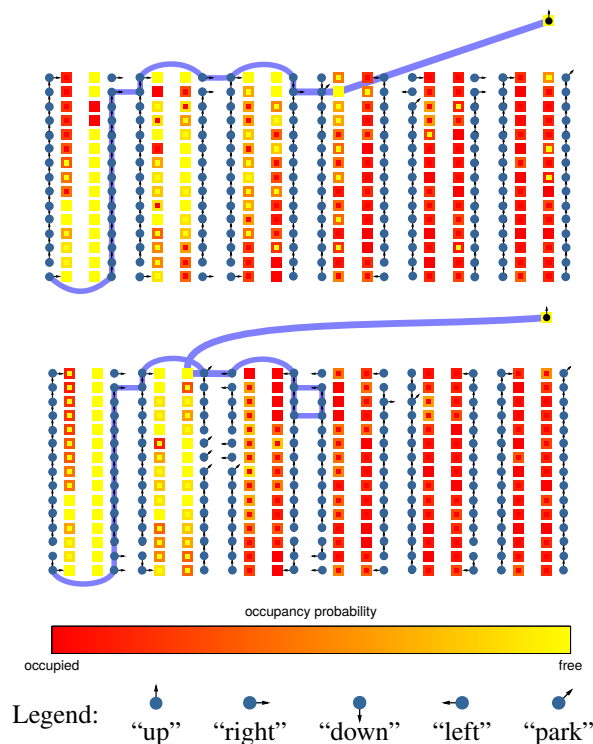 occupancy probability
occupied free
Legend: “up” “right” “down” “left” “park”